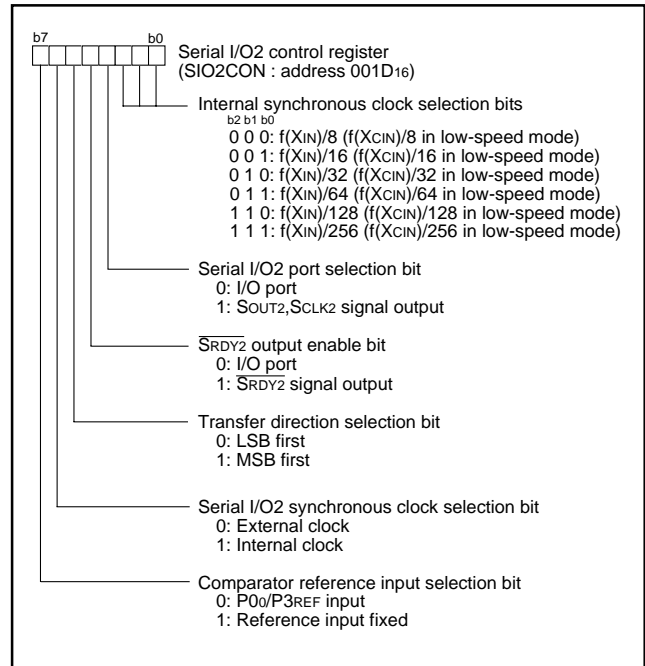 b7 b0
Serial I/O2 control register
(SIO2CON : address 001D16)
Internal synchronous clock selection bits
b2 b1 b0
0 0 0: f(XIN)/8 (f(XCIN)/8 in low-speed mode)
0 0 1: f(XIN)/16 (f(XCIN)/16 in low-speed mode)
0 1 0: f(XIN)/32 (f(XCIN)/32 in low-speed mode)
0 1 1: f(XIN)/64 (f(XCIN)/64 in low-speed mode)
1 1 0: f(XIN)/128 (f(XCIN)/128 in low-speed mode)
1 1 1: f(XIN)/256 (f(XCIN)/256 in low-speed mode)
Serial I/O2 port selection bit
0: I/O port
1: SOUT2,SCLK2 signal output
SRDY2 output enable bit
0: I/O port
1: SRDY2 signal output
Transfer direction selection bit
0: LSB first
1: MSB first
Serial I/O2 synchronous clock selection bit
0: External clock
1: Internal clock
Comparator reference input selection bit
0: P00/P3REF input
1: Reference input fixed